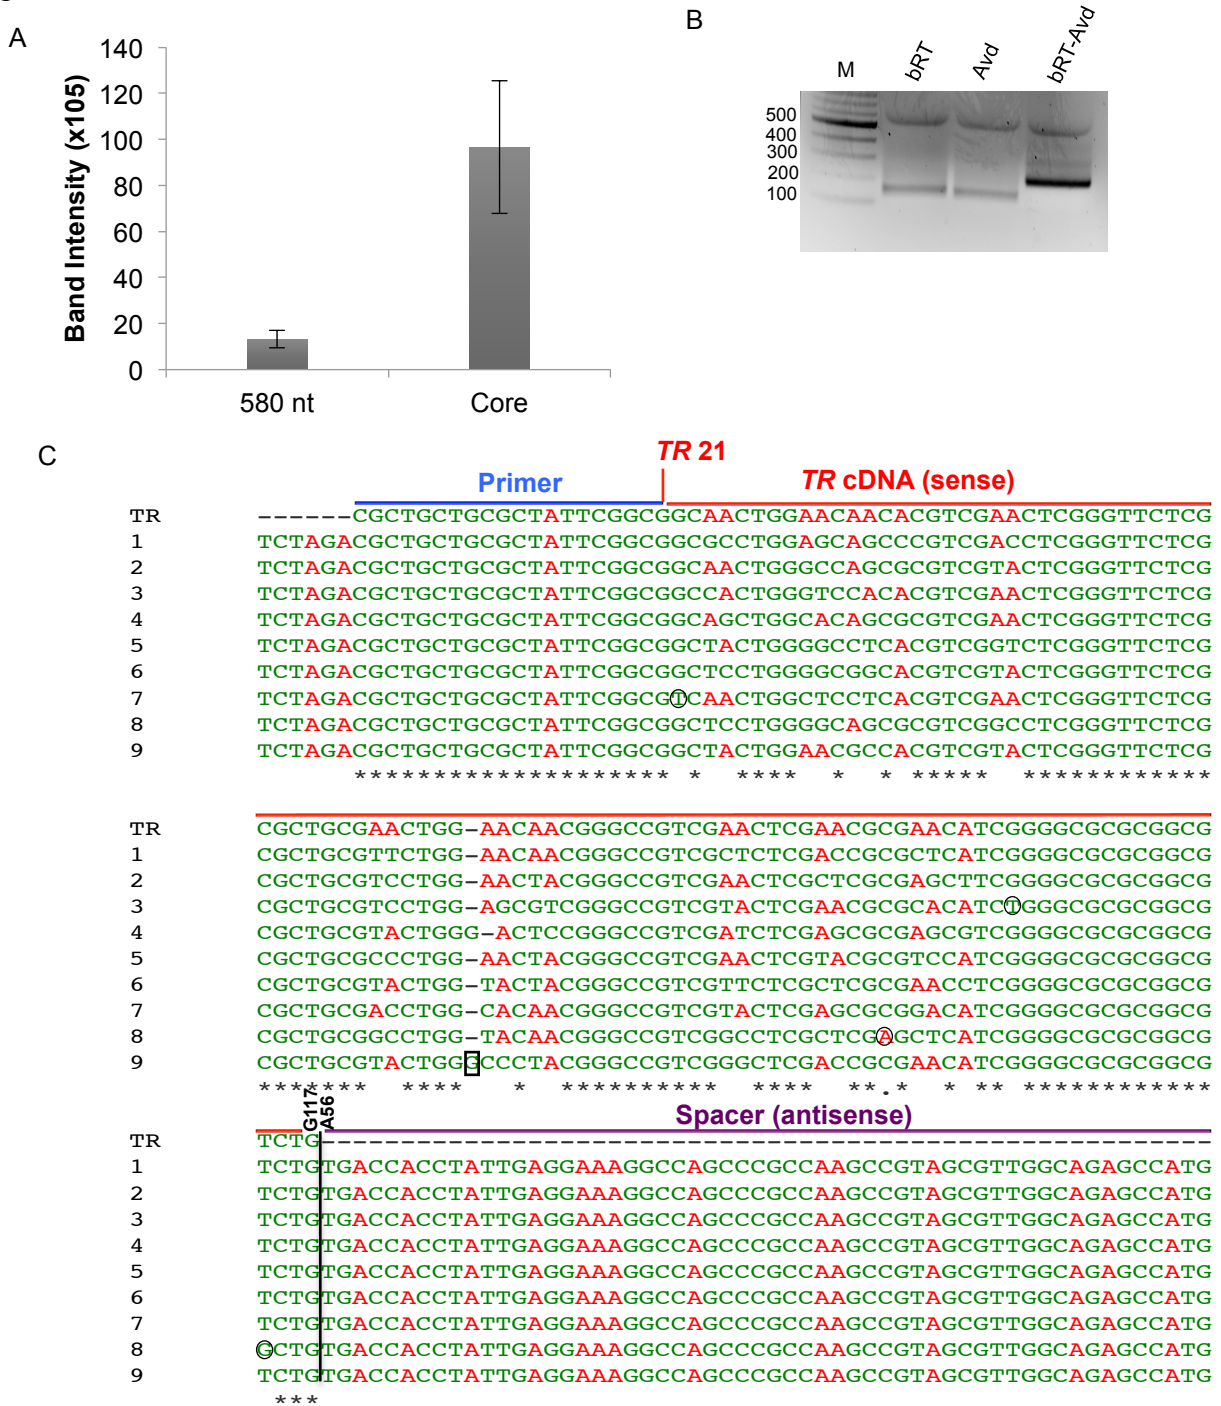 A
140
120
100
80
60
40
20
0
Band Intensity (x105)
580 nt
Core
B
M
bRT
Avd
bRT-Avd
500
400
300
200
100
C
TR 21
Primer
TR cDNA (sense)
TR ------CGCTGCTGCGCTATTCGGCGGCAACTGGAACAACACGTCGAACTCGGGTTCTCG
1 TCTAGACGCTGCTGCGCTATTCGGCGGCGCCTGGAGCAGCCCGTCGACCTCGGGTTCTCG
2 TCTAGACGCTGCTGCGCTATTCGGCGGCAACTGGGCCAGCGCGTCGTACTCGGGTTCTCG
3 TCTAGACGCTGCTGCGCTATTCGGCGGCCACTGGGTCCACACGTCGAACTCGGGTTCTCG
4 TCTAGACGCTGCTGCGCTATTCGGCGGCAGCTGGCACAGCGCGTCGAACTCGGGTTCTCG
5 TCTAGACGCTGCTGCGCTATTCGGCGGCTACTGGGGCCTCACGTCGGTCTCGGGTTCTCG
6 TCTAGACGCTGCTGCGCTATTCGGCGGCTCCTGGGGCGGCACGTCGTACTCGGGTTCTCG
7 TCTAGACGCTGCTGCGCTATTCGGCGTCAACTGGCTCCTCACGTCGAACTCGGGTTCTCG
8 TCTAGACGCTGCTGCGCTATTCGGCGGCTCCTGGGGCAGCGCGTCGGCCTCGGGTTCTCG
9 TCTAGACGCTGCTGCGCTATTCGGCGGCTACTGGAACGCCACGTCGTACTCGGGTTCTCG
******************** * **** * * ***** ************
TR CGCTGCGAACTGG-AACAACGGGCCGTCGAACTCGAACGCGAACATCGGGGCGCGCGGCG
1 CGCTGCGTTCTGG-AACAACGGGCCGTCGCTCTCGACCGCGCTCATCGGGGCGCGCGGCG
2 CGCTGCGTCCTGG-AACTACGGGCCGTCGAACTCGCTCGCGAGCTTCGGGGCGCGCGGCG
3 CGCTGCGTCCTGG-AGCGTCGGGCCGTCGTACTCGAACGCGCACATCTGGGCGCGCGGCG
4 CGCTGCGTACTGGG-ACTCCGGGCCGTCGATCTCGAGCGCGAGCGTCGGGGCGCGCGGCG
5 CGCTGCGCCCTGG-AACTACGGGCCGTCGAACTCGTACGCGTCCATCGGGGCGCGCGGCG
6 CGCTGCGTACTGG-TACTACGGGCCGTCGTTCTCGCTCGCGAACCTCGGGGCGCGCGGCG
7 CGCTGCGACCTGG-CACAACGGGCCGTCGTACTCGAGCGCGGACATCGGGGCGCGCGGCG
8 CGCTGCGGCCTGG-TACAACGGGCCGTCGGCCTCGCTCGAGCTCATCGGGGCGCGCGGCG
9 CGCTGCGTACTGGGCCCTACGGGCCGTCGGGCTCGACCGCGAACATCGGGGCGCGCGGCG
******* **** * ********** **** **.* * ** *************
G117
A56
Spacer (antisense)
TR TCTG--------------------------------------------------------
1 TCTGTGACCACCTATTGAGGAAAGGCCAGCCCGCCAAGCCGTAGCGTTGGCAGAGCCATG
2 TCTGTGACCACCTATTGAGGAAAGGCCAGCCCGCCAAGCCGTAGCGTTGGCAGAGCCATG
3 TCTGTGACCACCTATTGAGGAAAGGCCAGCCCGCCAAGCCGTAGCGTTGGCAGAGCCATG
4 TCTGTGACCACCTATTGAGGAAAGGCCAGCCCGCCAAGCCGTAGCGTTGGCAGAGCCATG
5 TCTGTGACCACCTATTGAGGAAAGGCCAGCCCGCCAAGCCGTAGCGTTGGCAGAGCCATG
6 TCTGTGACCACCTATTGAGGAAAGGCCAGCCCGCCAAGCCGTAGCGTTGGCAGAGCCATG
7 TCTGTGACCACCTATTGAGGAAAGGCCAGCCCGCCAAGCCGTAGCGTTGGCAGAGCCATG
8 GCTGTGACCACCTATTGAGGAAAGGCCAGCCCGCCAAGCCGTAGCGTTGGCAGAGCCATG
9 TCTGTGACCACCTATTGAGGAAAGGCCAGCCCGCCAAGCCGTAGCGTTGGCAGAGCCATG
***